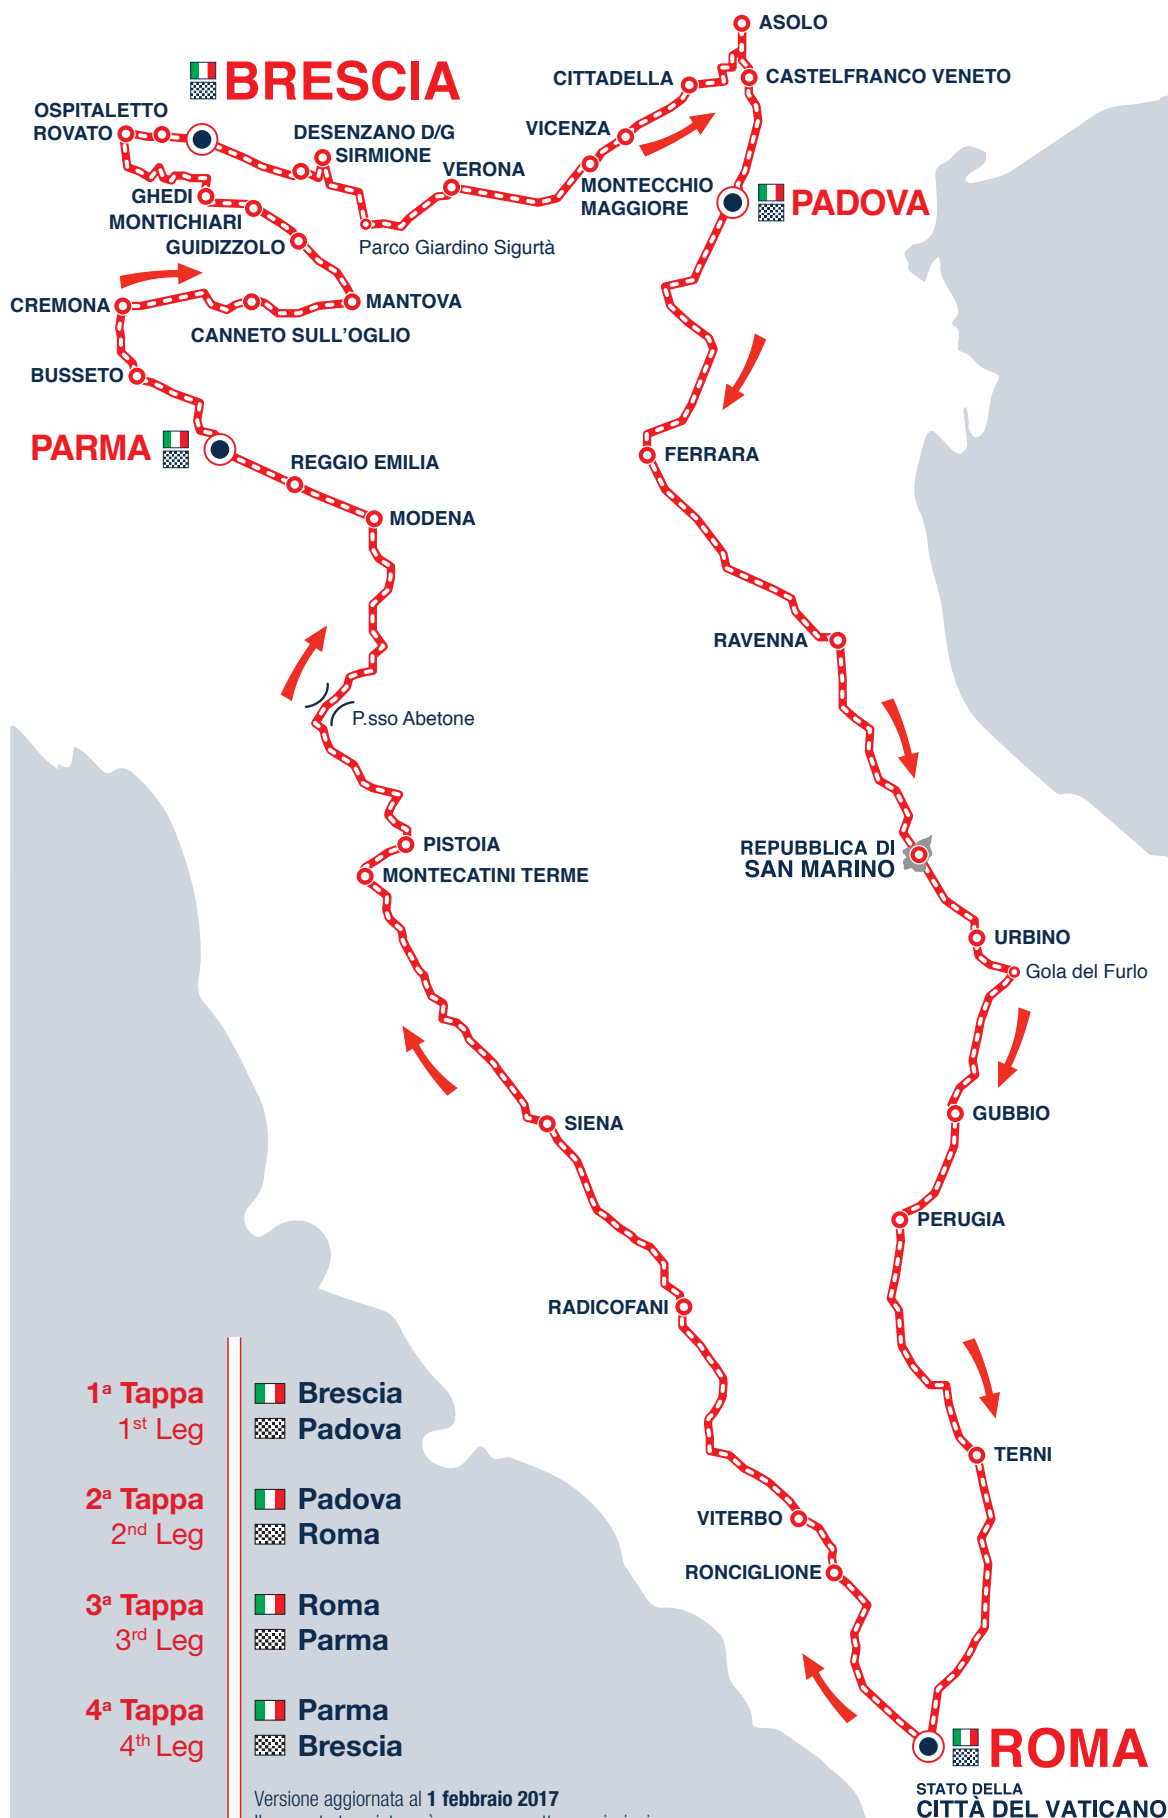 ASOLO
BRESCIA
CITTADELLA
CASTELFRANCO VENETO
OSPITALETTO
ROVATO
DESENZANO D/G
SIRMIONE
VICENZA
VERONA
MONTECCHIO
MAGGIORE
PADOVA
GHEDI
MONTICHIARI
GUIDIZZOLO
Parco Giardino Sigurtà
CREMONA
MANTOVA
CANNETO SULL'OGLIO
BUSSETO
PARMA
REGGIO EMILIA
FERRARA
MODENA
RAVENNA
P.sso Abetone
PISTOIA
MONTECATINI TERME
REPUBBLICA DI
SAN MARINO
URBINO
Gola del Furlo
GUBBIO
SIENA
PERUGIA
RADICOFANI
TERNI
VITERBO
RONCIGLIONE
ROMA
STATO DELLA
CITTÀ DEL VATICANO
1ª Tappa Brescia
1st Leg Padova
2ª Tappa Padova
2nd Leg Roma
3ª Tappa Roma
3rd Leg Parma
4ª Tappa Parma
4th Leg Brescia
Versione aggiornata al 1 febbraio 2017